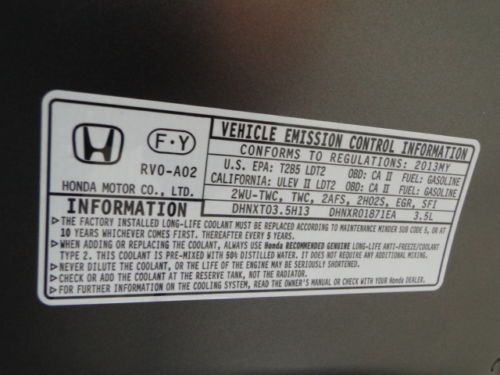 VEHICLE EMISSION CONTROL INFORMATION
CONFORMS TO REGULATIONS: 2013MY
U.S. EPA: T2B5 LDT2 OBD: CA II FUEL: GASOLINE
CALIFORNIA: ULEV II LDT2 OBD: CA II FUEL: GASOLINE
2WU-TWC, TWC, 2AFS, 2HO2S, EGR, SFI
DHNXT03.5H13 DHNXR01871EA 3.5L
F-Y
RV0-A02
HONDA MOTOR CO., LTD.
INFORMATION
▷THE FACTORY INSTALLED LONG-LIFE COOLANT MUST BE REPLACED ACCORDING TO MAINTENANCE MINDER SUB CODE 5, OR AT
10 YEARS WHICHEVER COMES FIRST. THEREAFTER EVERY 5 YEARS.
▷WHEN ADDING OR REPLACING THE COOLANT, ALWAYS USE Honda RECOMMENDED GENUINE LONG-LIFE ANTI-FREEZE/COOLANT
TYPE 2. THIS COOLANT IS PRE-MIXED WITH 50% DISTILLED WATER. IT DOES NOT REQUIRE ANY ADDITIONAL MIXING.
▷NEVER DILUTE THE COOLANT, OR THE LIFE OF THE ENGINE MAY BE SERIOUSLY SHORTENED.
▷CHECK OR ADD THE COOLANT AT THE RESERVE TANK, NOT THE RADIATOR.
▷FOR FURTHER INFORMATION ON THE COOLING SYSTEM, READ THE OWNER'S MANUAL OR CHECK WITH YOUR Honda DEALER.